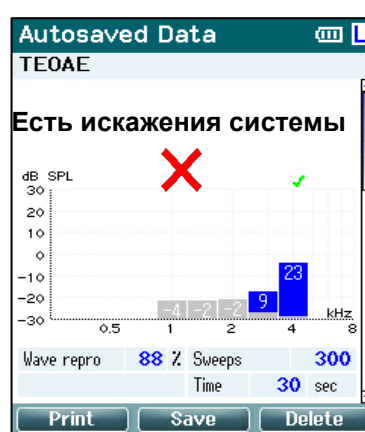 Autosaved Data L
TEOAE
Есть искажения системы
dB SPL
30
20
10
0
-10
-20
-30
23
9
-4 -2 -2
kHz
0.5 1 2 4 8
Wave repro 88 % Sweeps 300
Time 30 sec
Print Save Delete